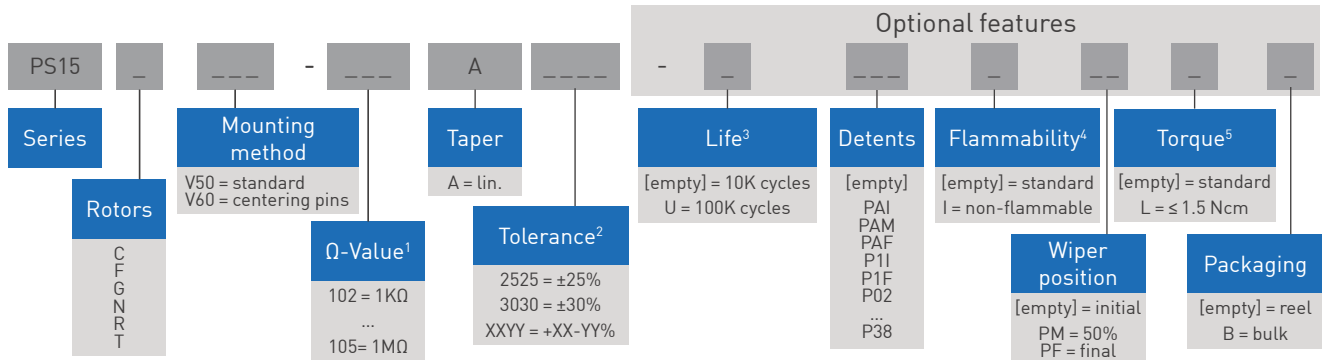 Optional features
PS15 _ _ _ _ - _ _ _ A _ _ _ _ - _ _ _ _ _ _ _ _ _
Series
Rotors
C
F
G
N
R
T
Mounting method
V50 = standard
V60 = centering pins
Ω-Value¹
102 = 1KΩ
...
105= 1MΩ
Taper
A = lin.
Tolerance²
2525 = ±25%
3030 = ±30%
XXYY = +XX-YY%
Life³
[empty] = 10K cycles
U = 100K cycles
Detents
[empty]
PAI
PAM
PAF
P1I
P1F
P02
...
P38
Flammability⁴
[empty] = standard
I = non-flammable
Wiper position
[empty] = initial
PM = 50%
PF = final
Torque⁵
[empty] = standard
L = ≤ 1.5 Ncm
Packaging
[empty] = reel
B = bulk